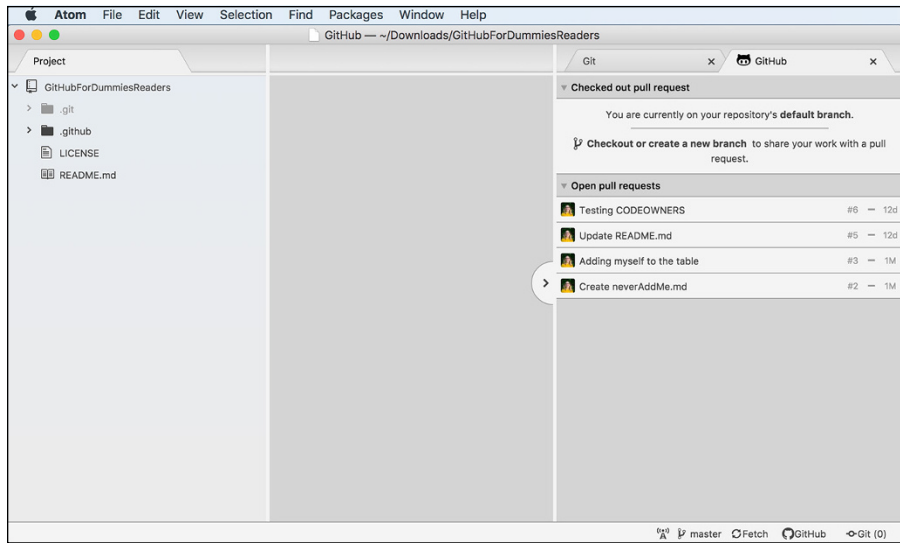 Atom File Edit View Selection Find Packages Window Help
GitHub — ~/Downloads/GitHubForDummiesReaders
Project
Git
GitHub
GitHubForDummiesReaders
.git
.github
LICENSE
README.md
Checked out pull request
You are currently on your repository's default branch.
Checkout or create a new branch to share your work with a pull
request.
Open pull requests
Testing CODEOWNERS #6 12d
Update README.md #5 12d
Adding myself to the table #3 1M
Create neverAddMe.md #2 1M
master Fetch GitHub Git (0)